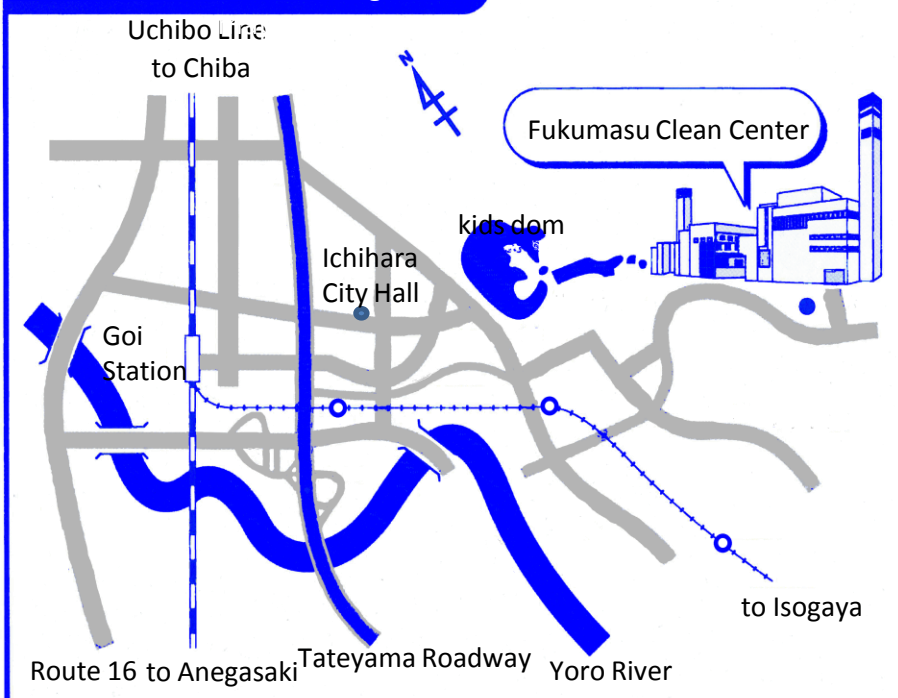 Uchibo Line
to Chiba
N
Fukumasu Clean Center
kids dom
Ichihara
City Hall
Goi
Station
to Isogaya
Route 16
to Anegasaki
Tateyama Roadway
Yoro River